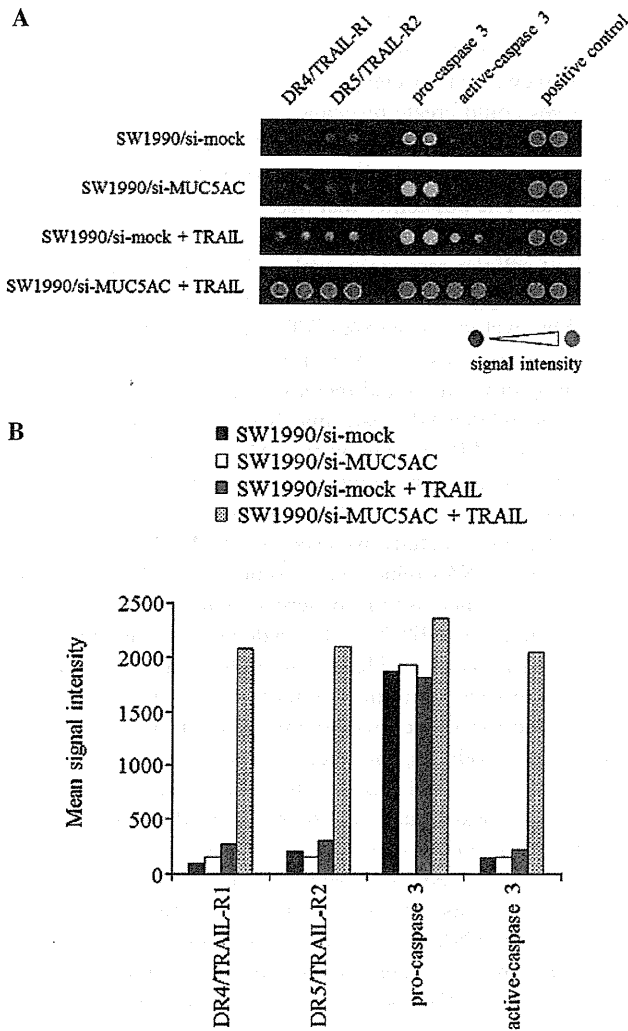 A
DR4/TRAIL-R1
DR5/TRAIL-R2
pro-caspase 3
active-caspase 3
positive control
SW1990/si-mock
SW1990/si-MUC5AC
SW1990/si-mock + TRAIL
SW1990/si-MUC5AC + TRAIL
signal intensity
B
SW1990/si-mock
SW1990/si-MUC5AC
SW1990/si-mock + TRAIL
SW1990/si-MUC5AC + TRAIL
Mean signal intensity
2500
2000
1500
1000
500
0
DR4/TRAIL-R1
DR5/TRAIL-R2
pro-caspase 3
active-caspase 3